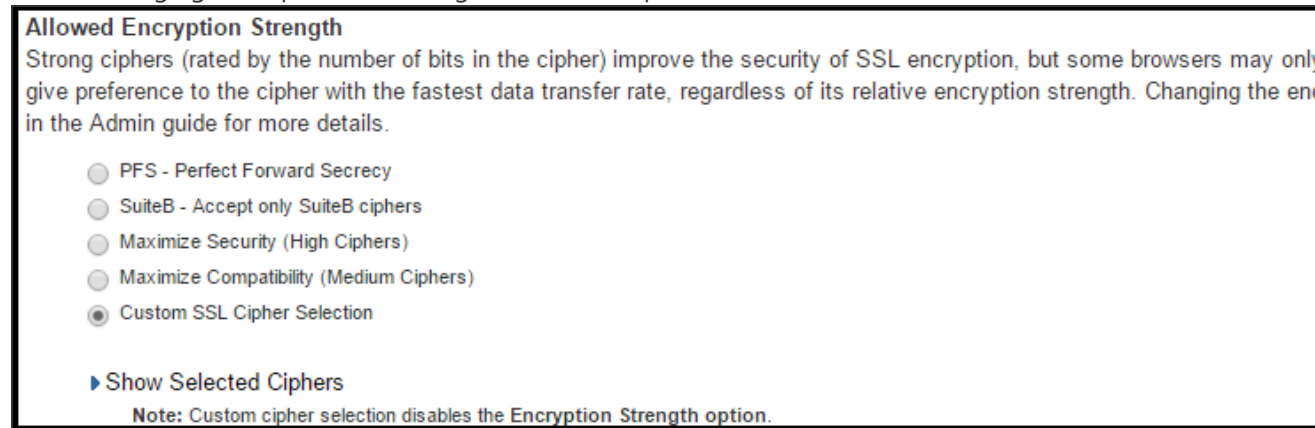 Allowed Encryption Strength
Strong ciphers (rated by the number of bits in the cipher) improve the security of SSL encryption, but some browsers may only
give preference to the cipher with the fastest data transfer rate, regardless of its relative encryption strength. Changing the
in the Admin guide for more details.
PFS - Perfect Forward Secrecy
SuiteB - Accept only SuiteB ciphers
Maximize Security (High Ciphers)
Maximize Compatibility (Medium Ciphers)
Custom SSL Cipher Selection
Show Selected Ciphers
Note: Custom cipher selection disables the Encryption Strength option.